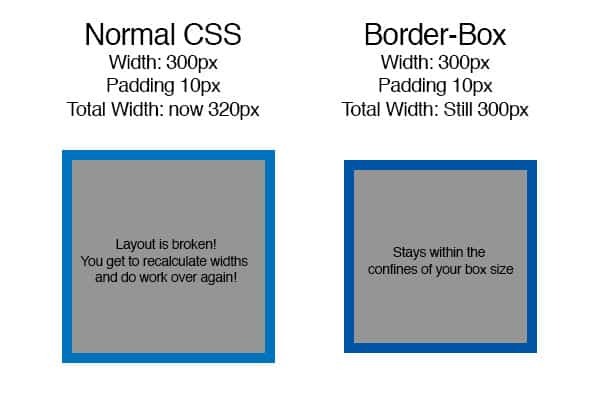 Normal CSS
Width: 300px
Padding 10px
Total Width: now 320px
Layout is broken!
You get to recalculate widths
and do work over again!
Border-Box
Width: 300px
Padding 10px
Total Width: Still 300px
Stays within the
confines of your box size